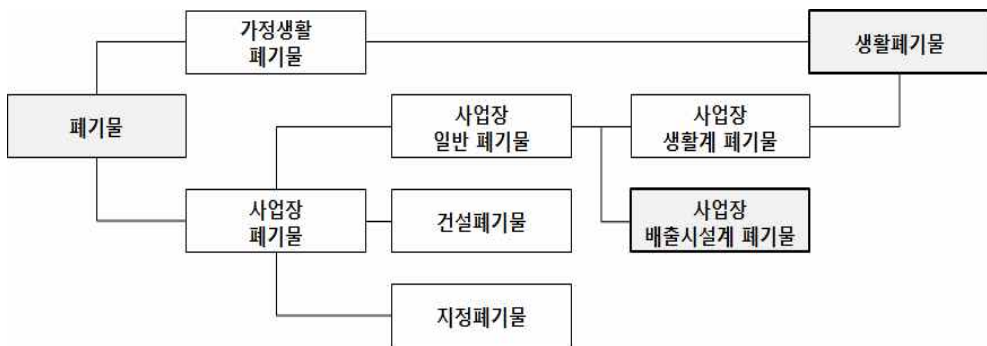 가정생활
폐기물
생활폐기물
폐기물
사업장
일반 폐기물
사업장
생활계 폐기물
사업장
폐기물
건설폐기물
사업장
배출시설계 폐기물
지정폐기물